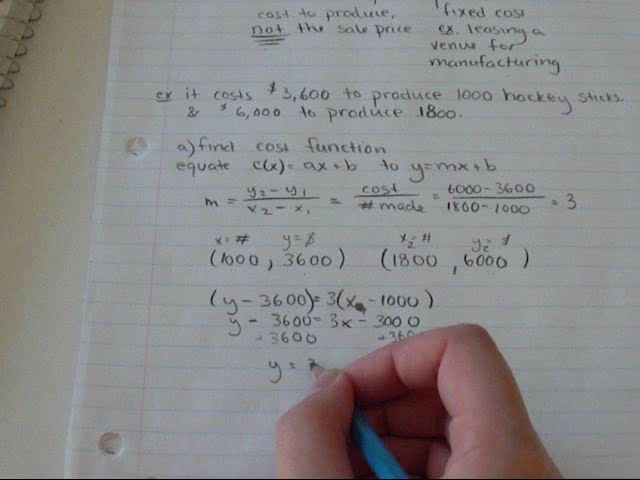 cost to produce, fixed cost
not the sale price ex. leasing a
venue for
manufacturing
ex it costs $3,600 to produce 1000 hockey sticks.
& $6,000 to produce 1800.
a) find cost function
equate c(x) = ax + b to y = mx + b
m = y₂ - y₁ / x₂ - x₁ = cost / # made = 6000 - 3600 / 1800 - 1000 = 3
x = # y = $ x₂ = # y₂ = $
(1000, 3600) (1800, 6000)
(y - 3600) = 3(x - 1000)
y - 3600 = 3x - 3000
+3600 +360
y = 3